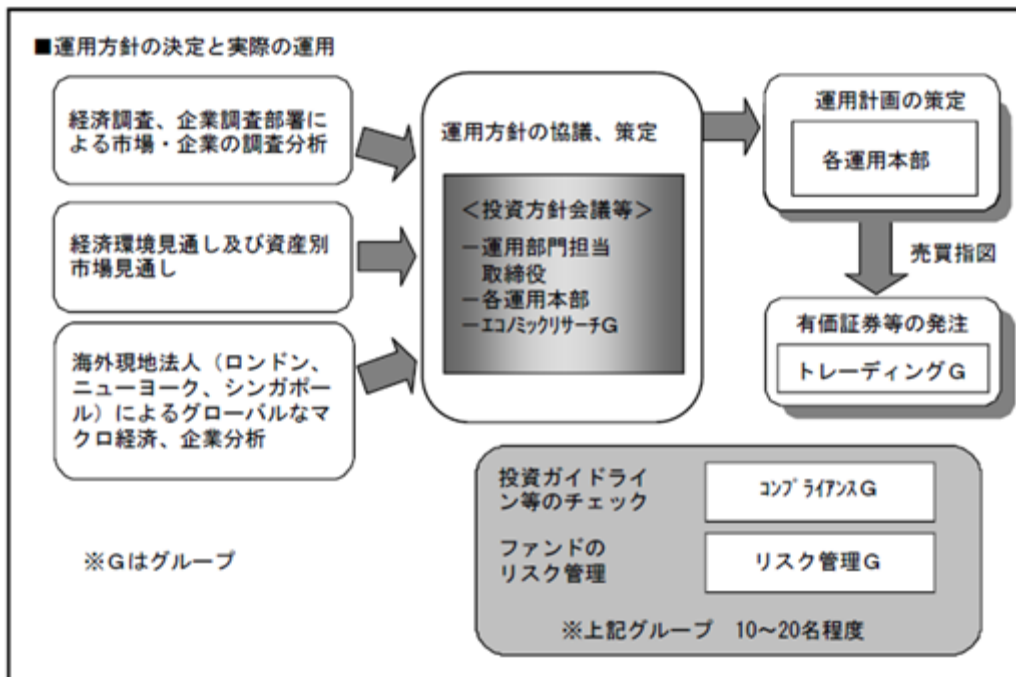 ■運用方針の決定と実際の運用
経済調査、企業調査部署に
よる市場・企業の調査分析
経済環境見通し及び資産別
市場見通し
海外現地法人(ロンドン、
ニューヨーク、シンガポー
ル)によるグローバルなマ
クロ経済、企業分析
※Gはグループ
運用方針の協議、策定
<投資方針会議等>
-運用部門担当
取締役
-各運用本部
-エコノミックリサーチG
運用計画の策定
各運用本部
売買指図
有価証券等の発注
トレーディングG
投資ガイドライ
ン等のチェック
コンプライアンスG
ファンドの
リスク管理
リスク管理G
※上記グループ 10~20名程度